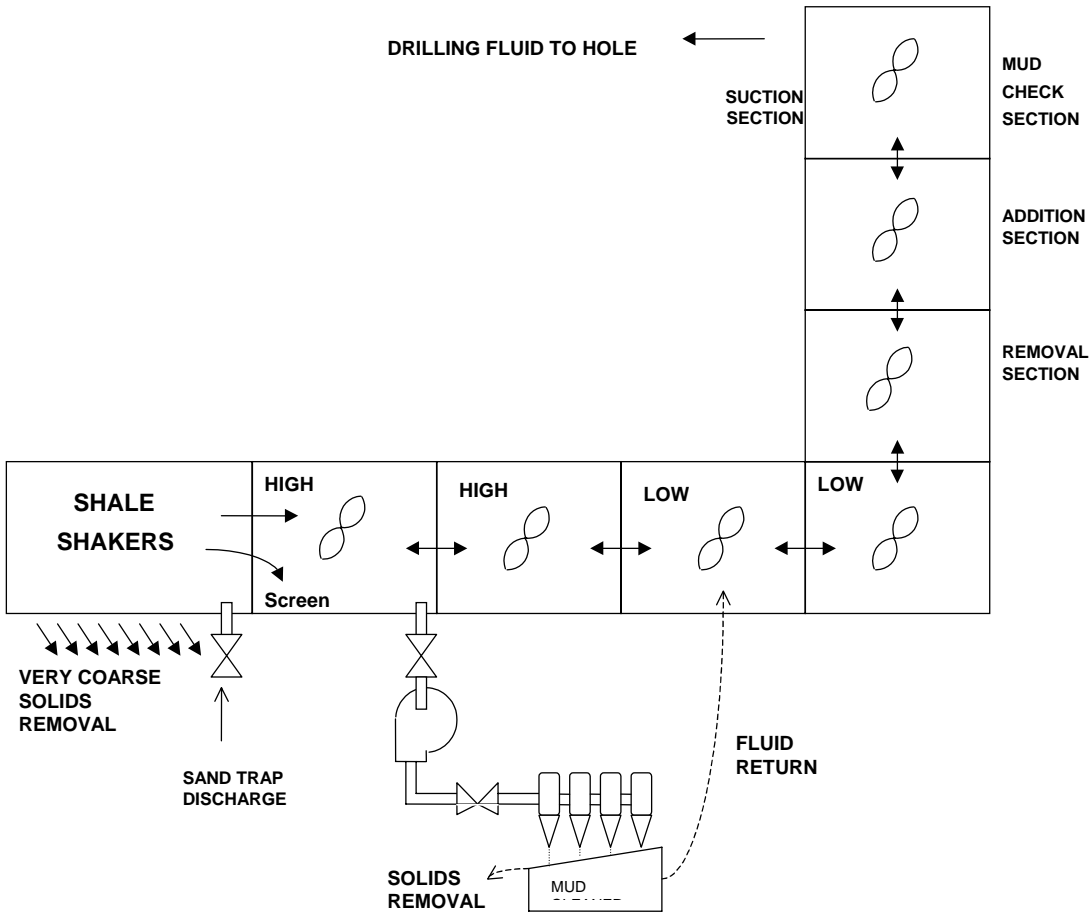 DRILLING FLUID TO HOLE
SUCTION
SECTION
MUD
CHECK
SECTION
ADDITION
SECTION
REMOVAL
SECTION
SHALE
SHAKERS
HIGH
Screen
HIGH
LOW
LOW
VERY COARSE
SOLIDS
REMOVAL
SAND TRAP
DISCHARGE
FLUID
RETURN
SOLIDS
REMOVAL
MUD